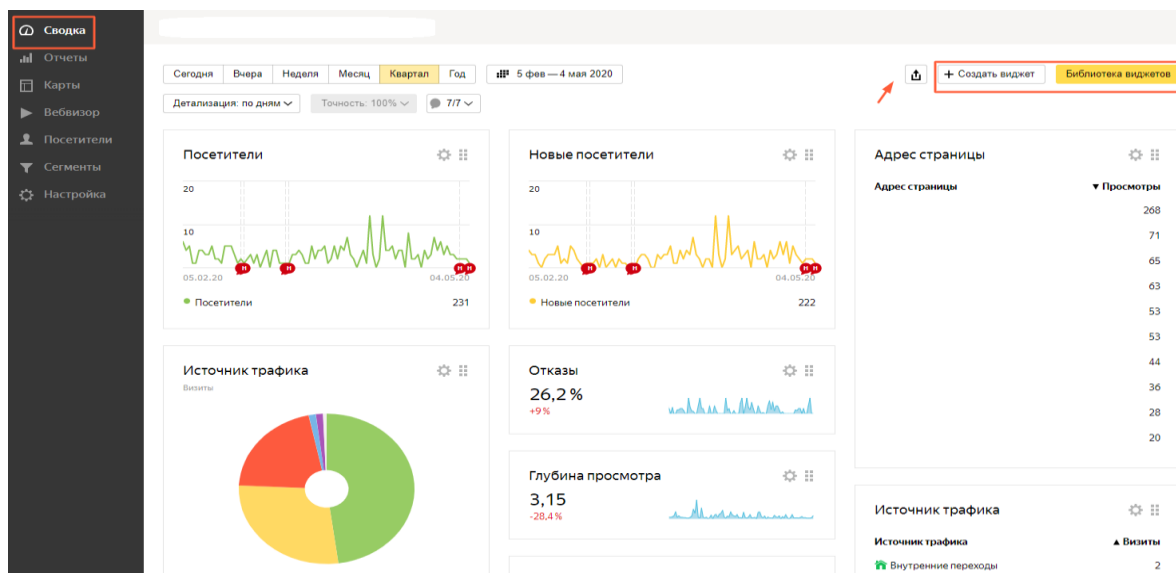 Сводка
Отчеты
Карты
Вебвизор
Посетители
Сегменты
Настройка
Сегодня Вчера Неделя Месяц Квартал Год 5 фев — 4 мая 2020
+ Создать виджет Библиотека виджетов
Детализация: по дням Точность: 100% 7/7
Посетители
20
10
Н Н Н Н
05.02.20 04.05.20
Посетители 231
Новые посетители
20
10
Н Н Н Н
05.02.20 04.05.20
Новые посетители 222
Адрес страницы
Адрес страницы ▼ Просмотры
268
71
65
63
53
53
44
36
28
20
Источник трафика
Визиты
Отказы
26,2 %
+9 %
Глубина просмотра
3,15
-28,4 %
Источник трафика
Источник трафика ▲ Визиты
Внутренние переходы 2